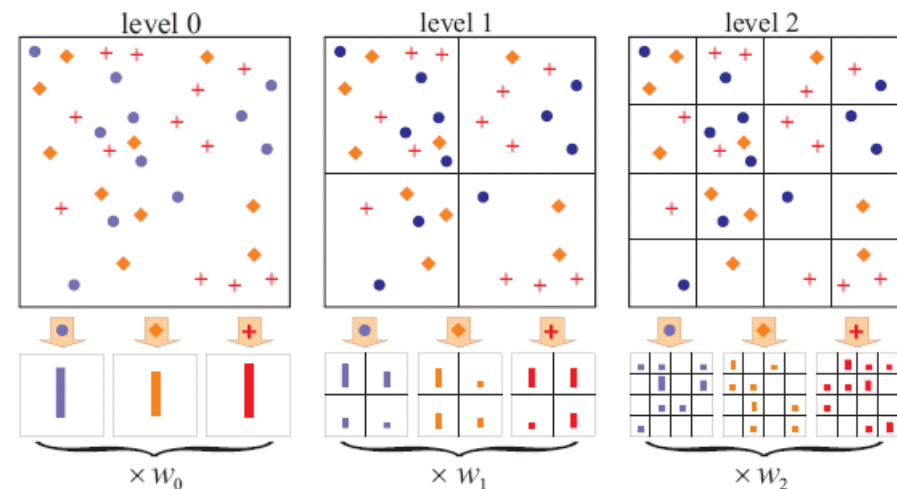 level 0
level 1
level 2
× w₀
× w₁
× w₂